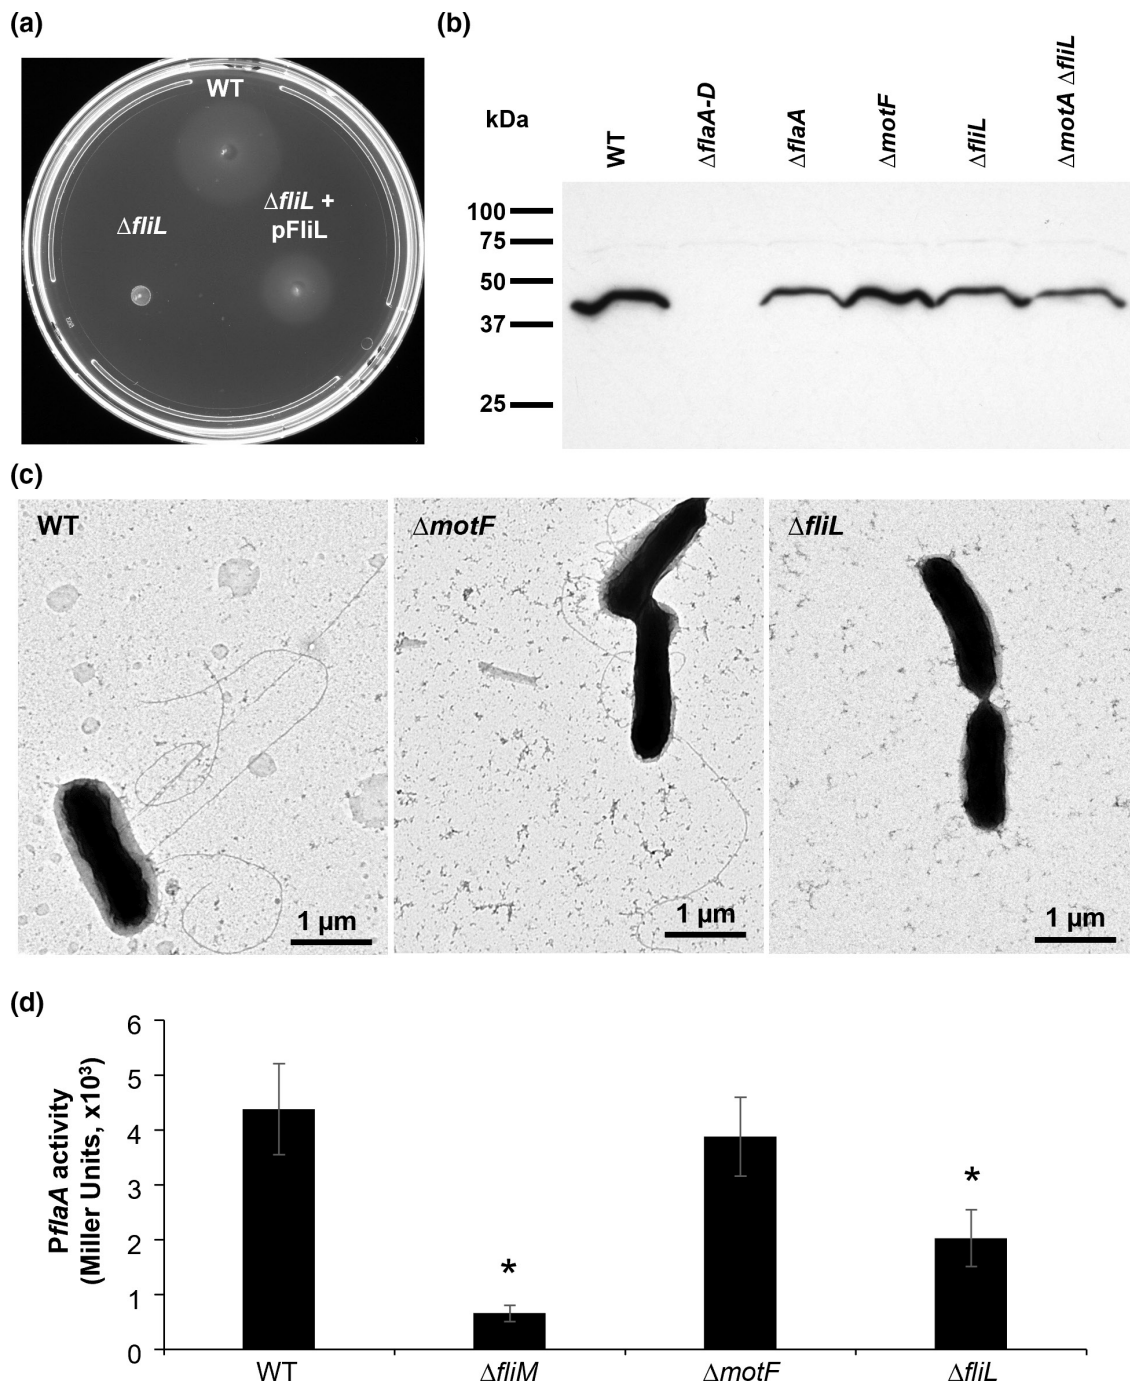 (a)
WT
ΔfliL
ΔfliL +
pFliL
(b)
kDa
WT
ΔflaA-D
ΔflaA
ΔmotF
ΔfliL
ΔmotA ΔfliL
100
75
50
37
25
(c)
WT
1 µm
ΔmotF
1 µm
ΔfliL
1 µm
(d)
PflaA activity
(Miller Units, x10³)
6
5
4
3
2
1
0
*
*
WT
ΔfliM
ΔmotF
ΔfliL